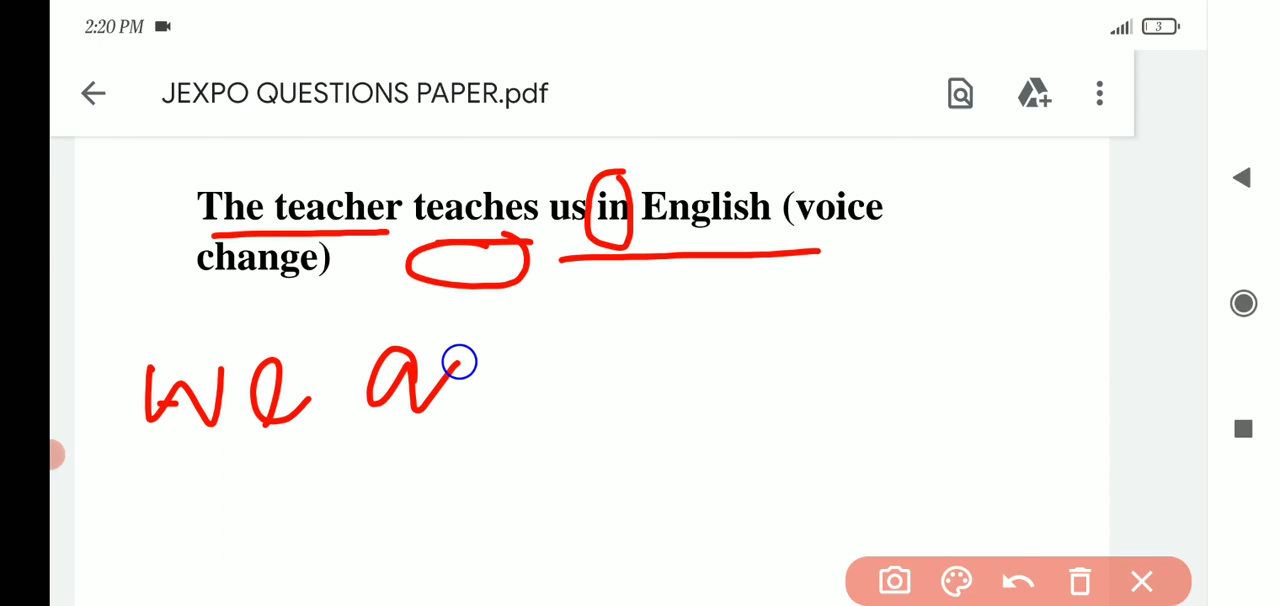 2:20 PM
3
JEXPO QUESTIONS PAPER.pdf
The teacher teaches us in English (voice
change)
we a